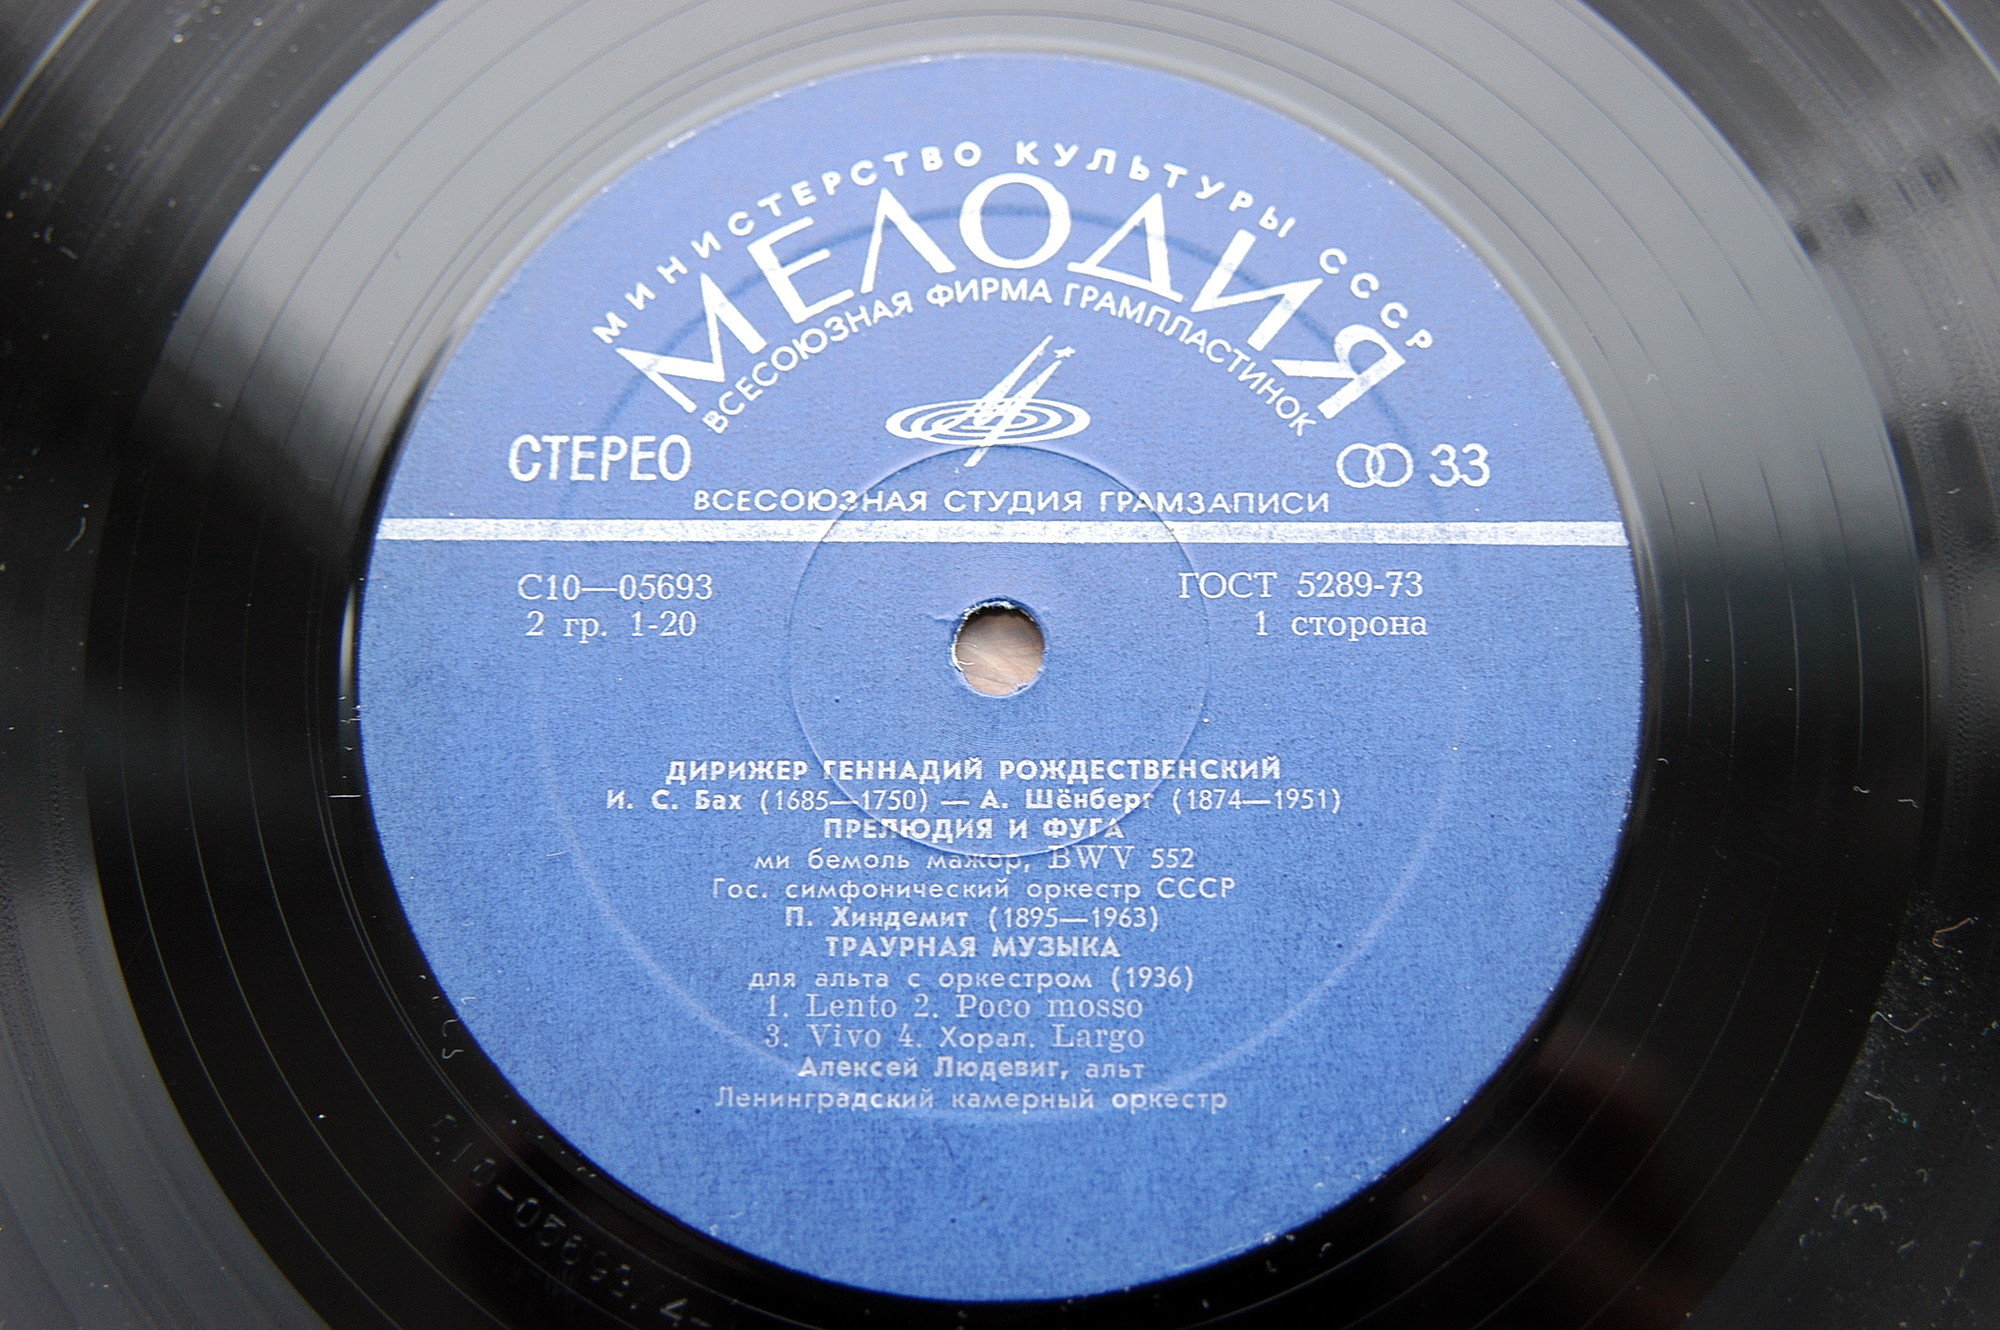 МИНИСТЕРСТВО КУЛЬТУРЫ СССР
МЕЛОДИЯ
ВСЕСОЮЗНАЯ ФИРМА ГРАМПЛАСТИНОК
СТЕРЕО
33
ВСЕСОЮЗНАЯ СТУДИЯ ГРАМЗАПИСИ
С10—05693
ГОСТ 5289-73
2 гр. 1-20
1 сторона
ДИРИЖЕР ГЕННАДИЙ РОЖДЕСТВЕНСКИЙ
И. С. Бах (1685—1750) — А. Шёнберг (1874—1951)
ПРЕЛЮДИЯ И ФУГА
ми бемоль мажор, BWV 552
Гос. симфонический оркестр СССР
П. Хиндемит (1895—1963)
ТРАУРНАЯ МУЗЫКА
для альта с оркестром (1936)
1. Lento 2. Poco mosso
3. Vivo 4. Хорал. Largo
Алексей Людевиг, альт
Ленинградский камерный оркестр